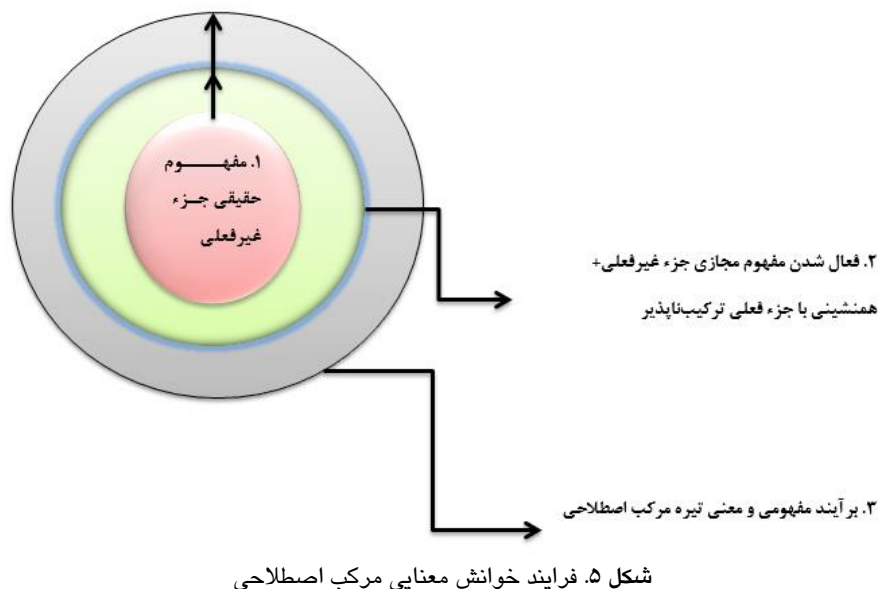 ۱. مفهـــــوم
حقیقی جـزء
غیرفعلی
۲. فعال شدن مفهوم مجازی جزء غیرفعلی+
همنشینی با جزء فعلی ترکیب‌ناپذیر
۳. برآیند مفهومی و معنی تیره مرکب اصطلاحی
شکل ۵. فرایند خوانش معنایی مرکب اصطلاحی